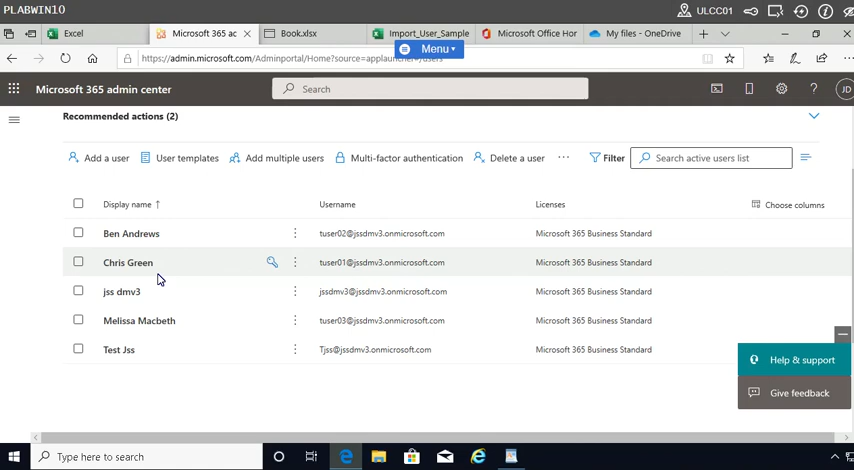 PLABWIN10
ULCC01
Excel
Microsoft 365 ac
Book.xlsx
Import_User_Sample
Microsoft Office Hor
My files - OneDrive
Menu
https://admin.microsoft.com/Adminportal/Home?source=applauncher#/users
Microsoft 365 admin center
Search
JD
Recommended actions (2)
Add a user
User templates
Add multiple users
Multi-factor authentication
Delete a user
Filter
Search active users list
Display name ↑
Username
Licenses
Choose columns
Ben Andrews
tuser02@jssdmv3.onmicrosoft.com
Microsoft 365 Business Standard
Chris Green
tuser01@jssdmv3.onmicrosoft.com
Microsoft 365 Business Standard
jss dmv3
jssdmv3@jssdmv3.onmicrosoft.com
Microsoft 365 Business Standard
Melissa Macbeth
tuser03@jssdmv3.onmicrosoft.com
Microsoft 365 Business Standard
Test Jss
Tjss@jssdmv3.onmicrosoft.com
Microsoft 365 Business Standard
Help & support
Give feedback
Type here to search